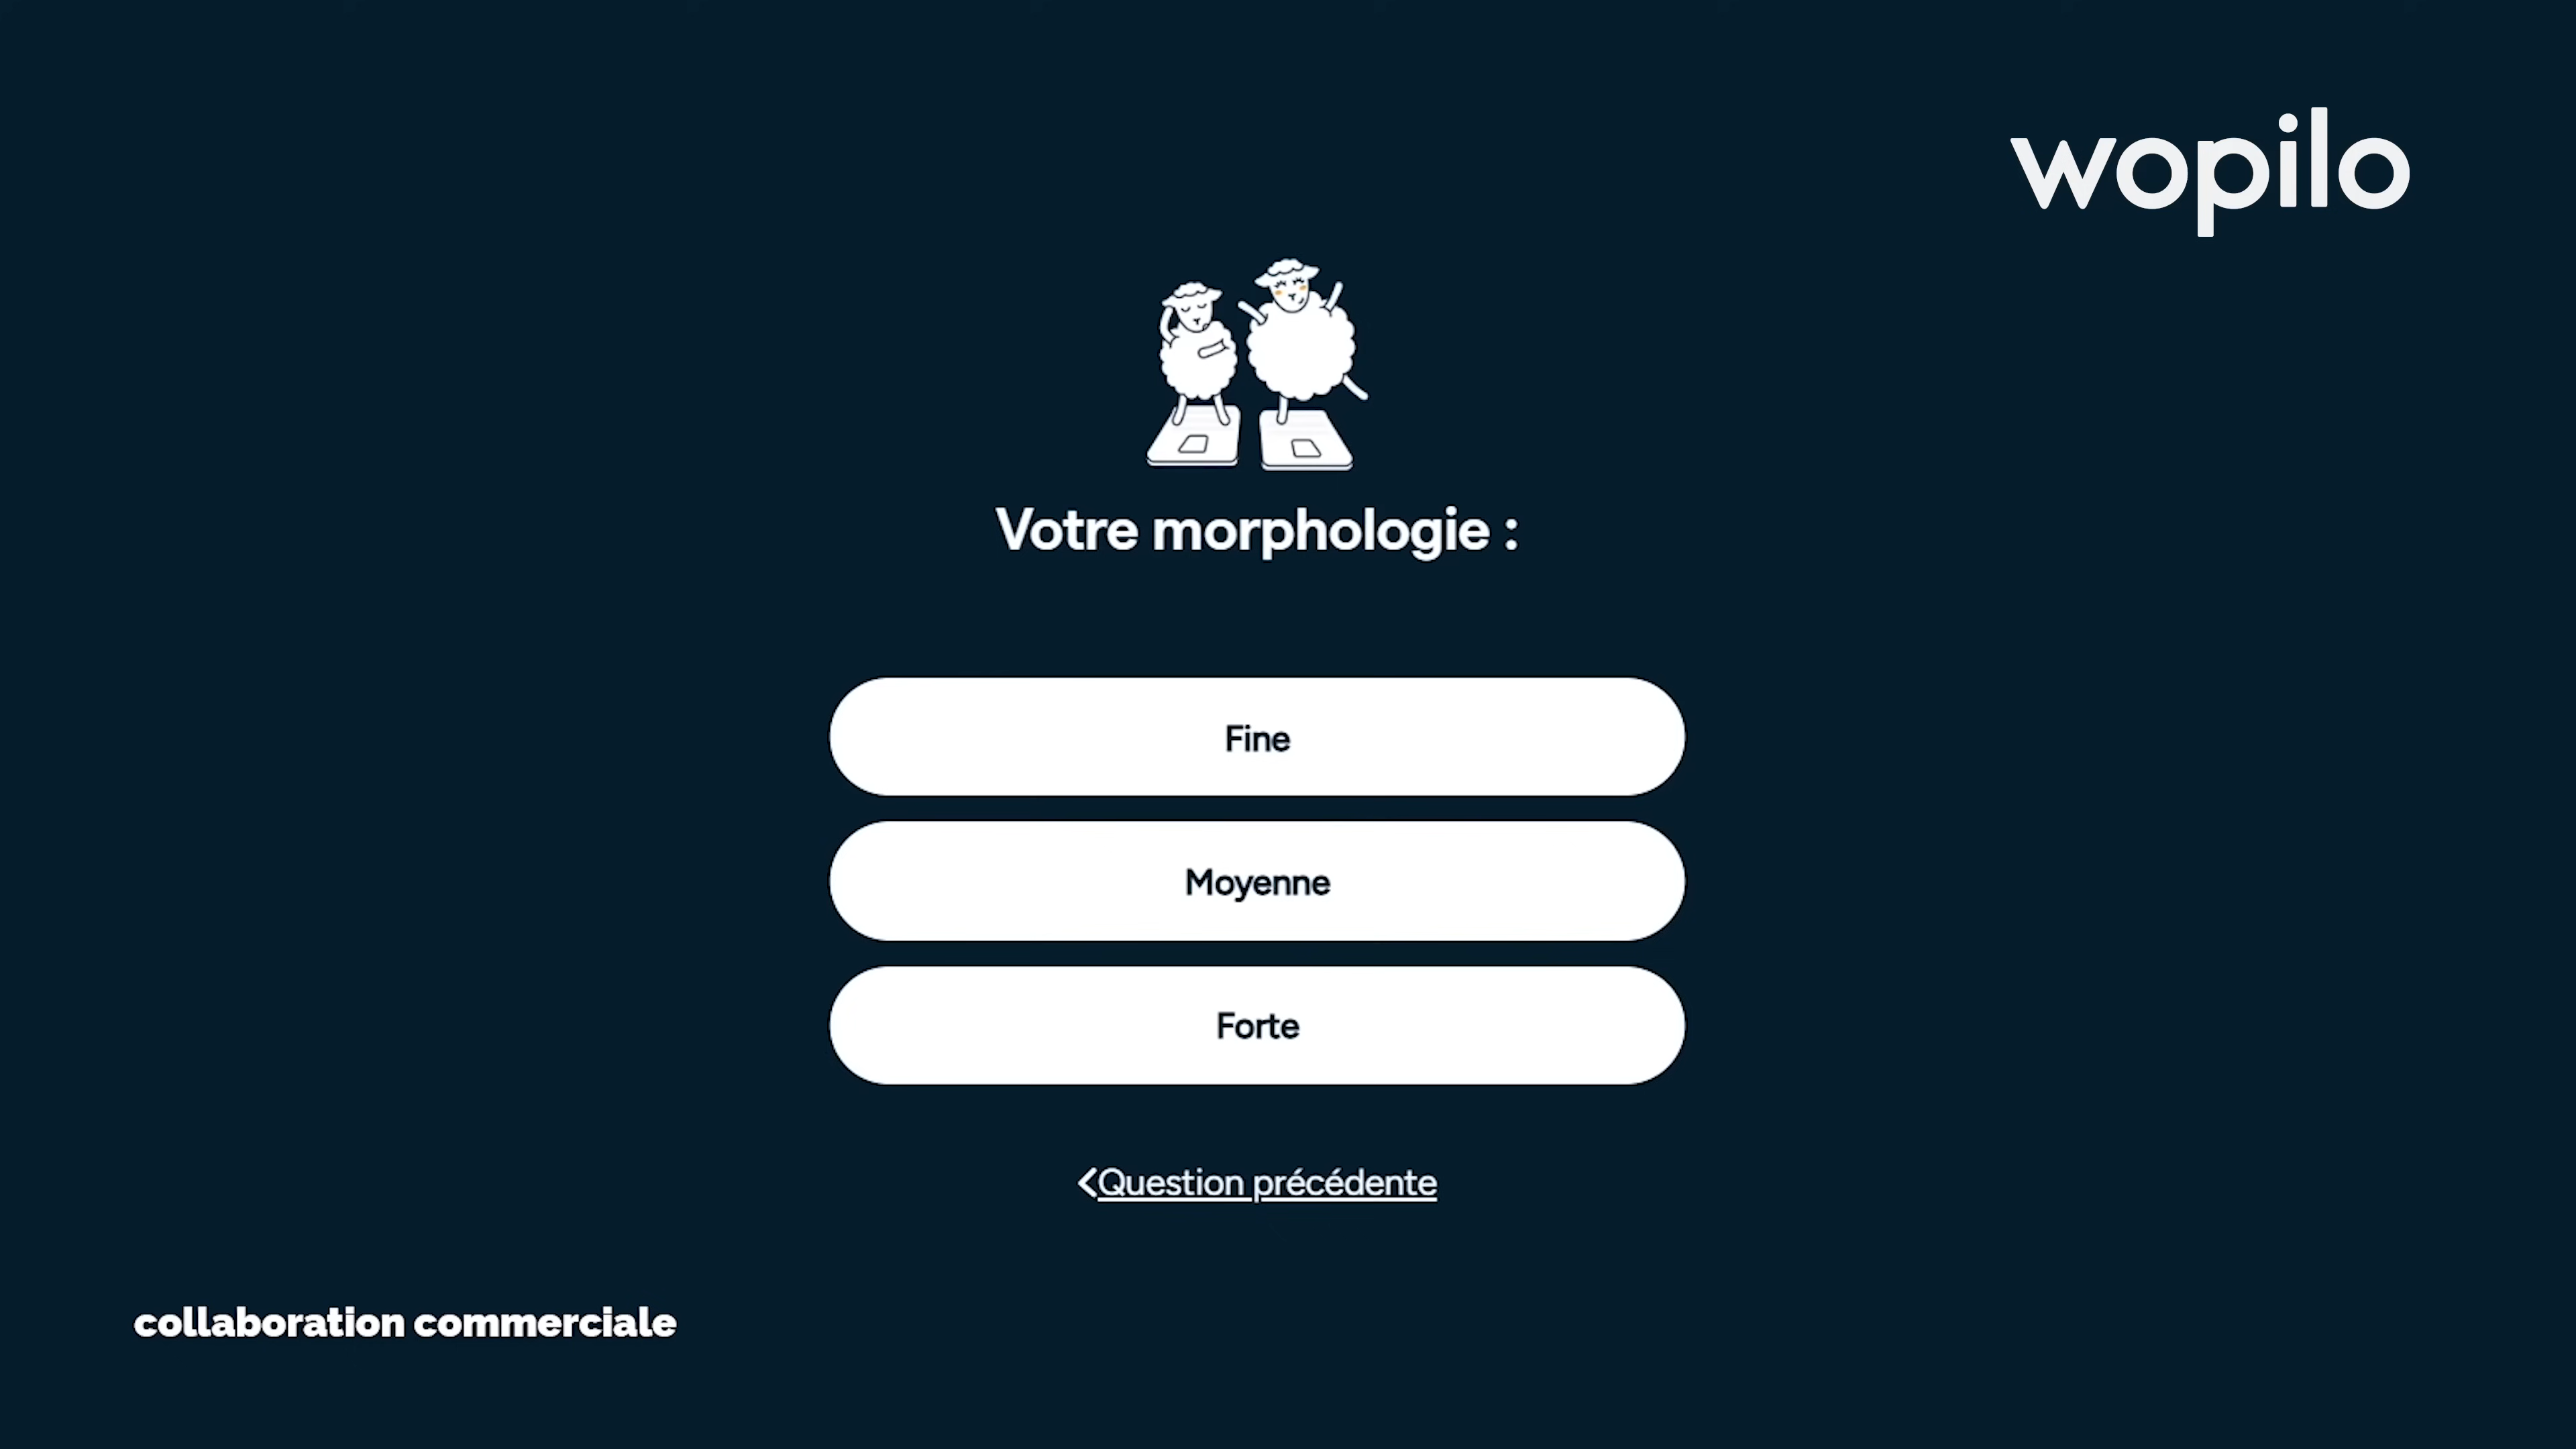 wopilo
Votre morphologie :
Fine
Moyenne
Forte
Question précédente
collaboration commerciale